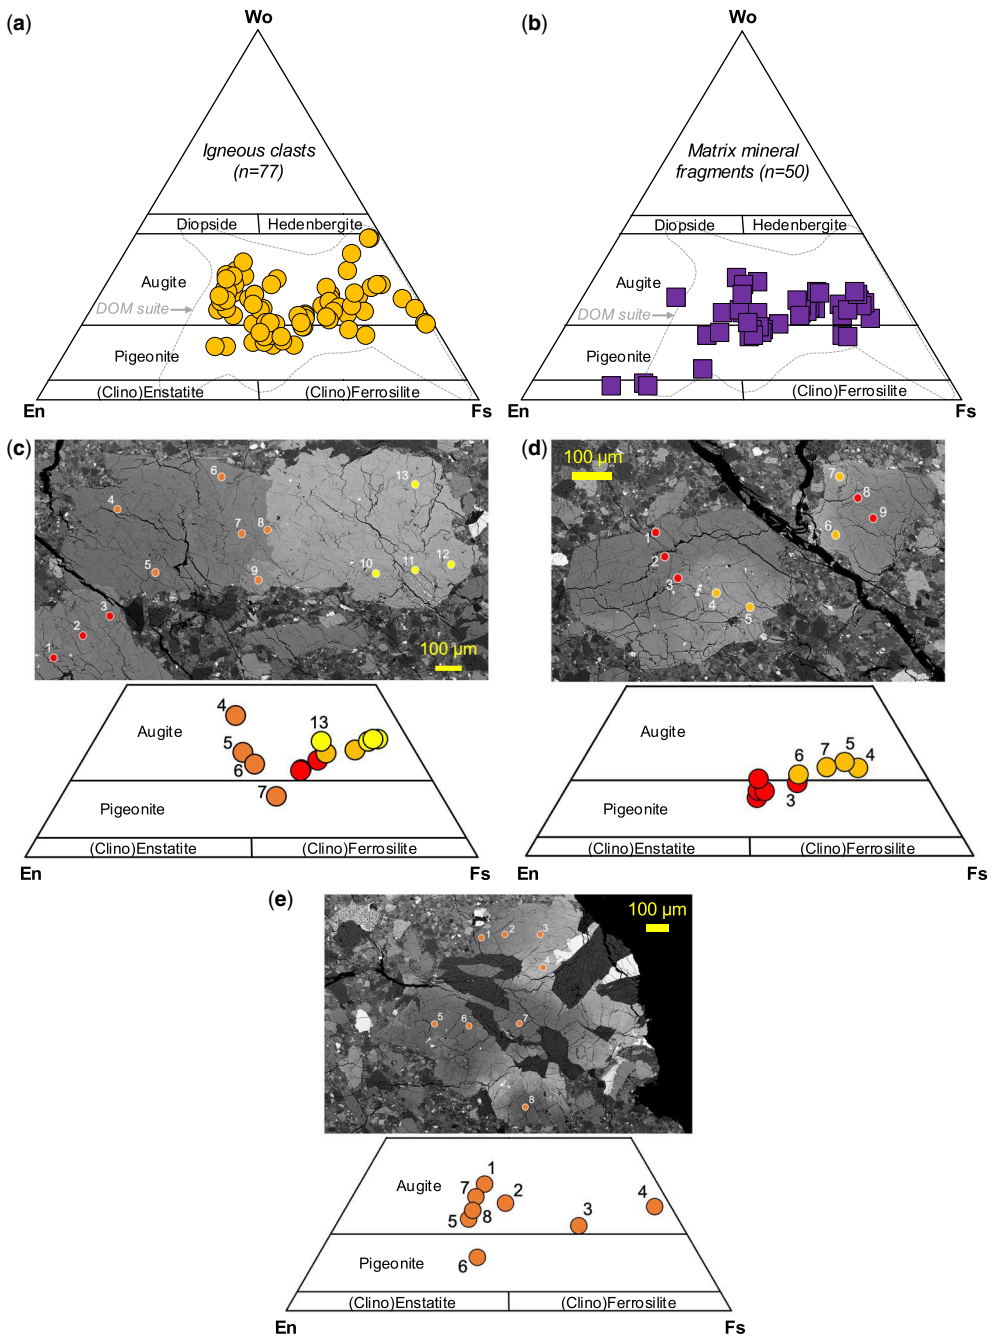 (a)
Wo
Igneous clasts
(n=77)
Diopside
Hedenbergite
Augite
DOM suite
Pigeonite
(Clino)Enstatite
(Clino)Ferrosilite
En
Fs
(b)
Wo
Matrix mineral
fragments (n=50)
Diopside
Hedenbergite
Augite
DOM suite
Pigeonite
(Clino)Ferrosilite
En
Fs
(c)
6
13
4
7
8
5
9
10
11
12
3
2
1
100 µm
4
13
Augite
5
6
7
Pigeonite
(Clino)Enstatite
(Clino)Ferrosilite
En
Fs
(d)
100 µm
7
8
9
6
1
2
3
4
5
Augite
6
7
5
4
3
Pigeonite
(Clino)Enstatite
(Clino)Ferrosilite
En
Fs
(e)
100 µm
1
2
3
4
5
6
7
8
1
Augite
7
2
3
4
5
8
Pigeonite
6
(Clino)Enstatite
(Clino)Ferrosilite
En
Fs